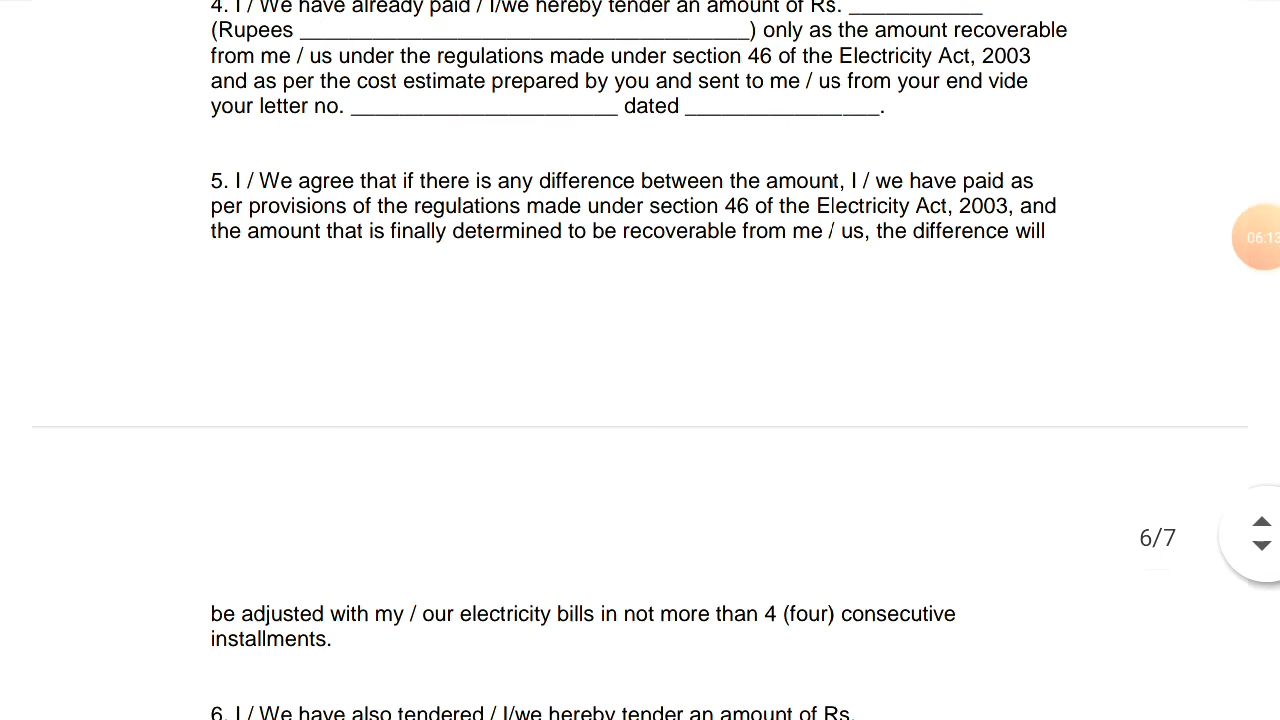 4. I / We have already paid / I/we hereby tender an amount of Rs. ___________
(Rupees _____________________________________) only as the amount recoverable
from me / us under the regulations made under section 46 of the Electricity Act, 2003
and as per the cost estimate prepared by you and sent to me / us from your end vide
your letter no. ______________________ dated ________________.
5. I / We agree that if there is any difference between the amount, I / we have paid as
per provisions of the regulations made under section 46 of the Electricity Act, 2003, and
the amount that is finally determined to be recoverable from me / us, the difference will
06:13
6/7
be adjusted with my / our electricity bills in not more than 4 (four) consecutive
installments.
6. I / We have also tendered / I/we hereby tender an amount of Rs.